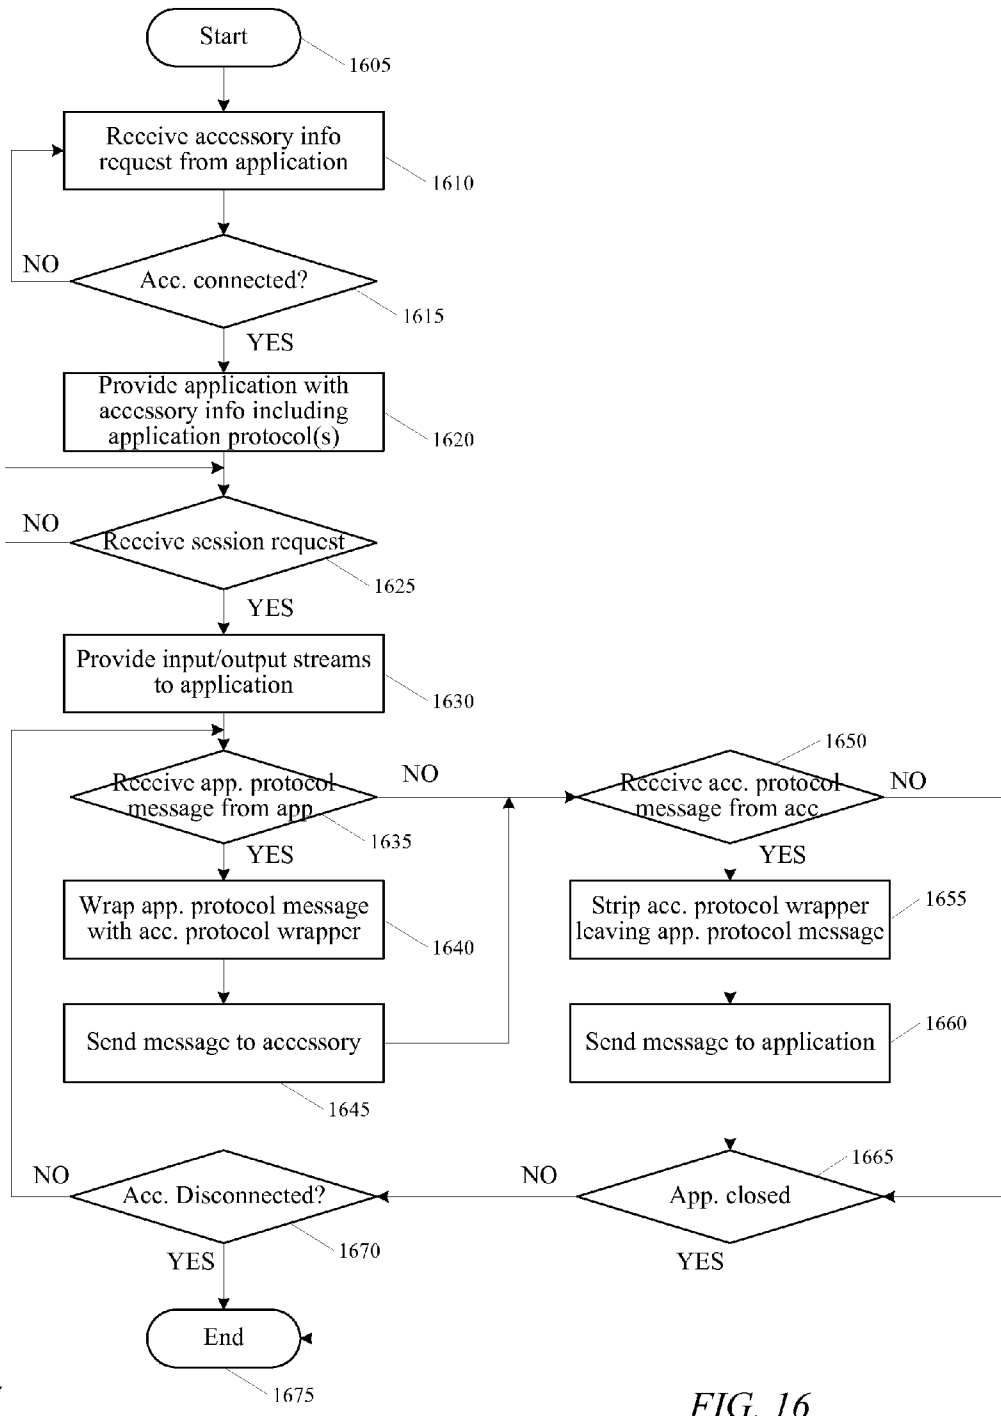 Start
1605
Receive accessory info
request from application
1610
NO
Acc. connected?
1615
YES
Provide application with
accessory info including
application protocol(s)
1620
NO
Receive session request
1625
YES
Provide input/output streams
to application
1630
Receive app. protocol
message from app.
NO
1635
YES
Receive acc. protocol
message from acc.
1650
NO
YES
Wrap app. protocol message
with acc. protocol wrapper
1640
Strip acc. protocol wrapper
leaving app. protocol message
1655
Send message to accessory
1645
Send message to application
1660
NO
Acc. Disconnected?
1670
YES
NO
App. closed
1665
YES
End
1675
FIG. 16